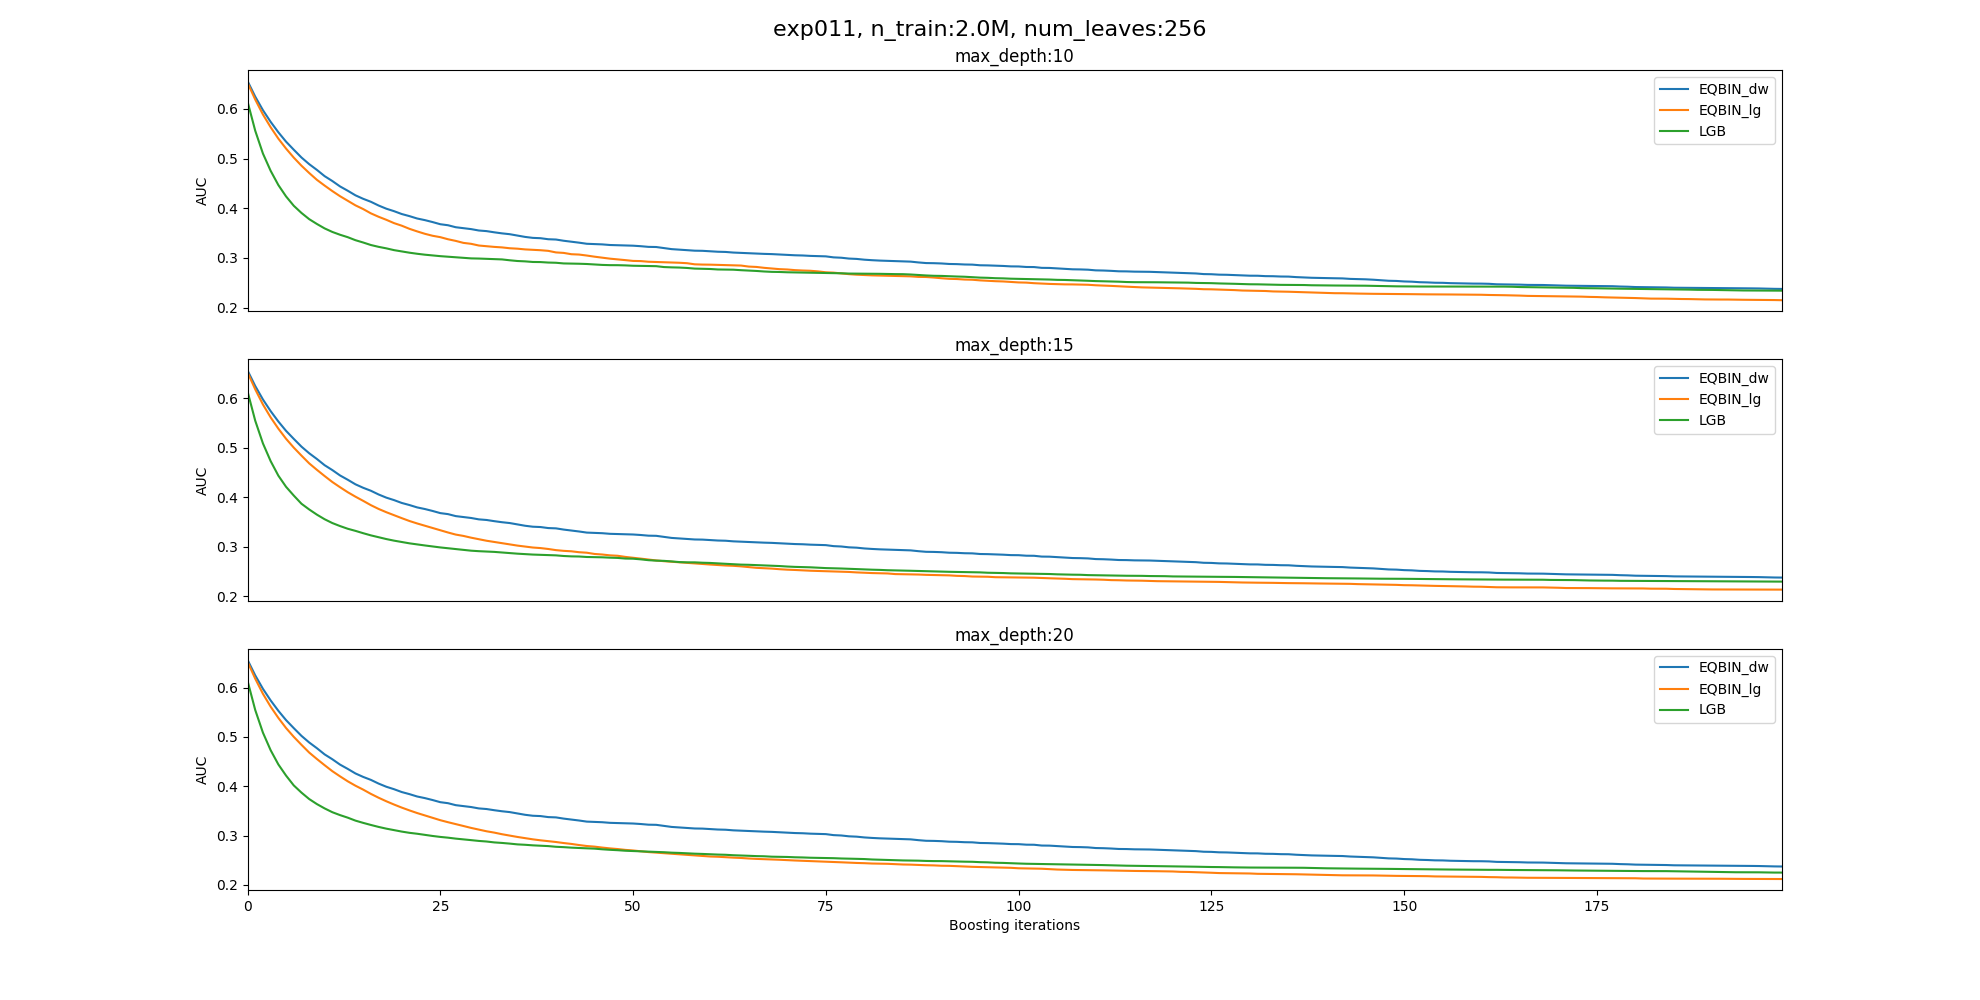 exp011, n_train:2.0M, num_leaves:256
max_depth:10
AUC
0.6
0.5
0.4
0.3
0.2
EQBIN_dw
EQBIN_lg
LGB
max_depth:15
AUC
0.6
0.5
0.4
0.3
0.2
EQBIN_dw
EQBIN_lg
LGB
max_depth:20
AUC
0.6
0.5
0.4
0.3
0.2
EQBIN_dw
EQBIN_lg
LGB
0 25 50 75 100 125 150 175
Boosting iterations